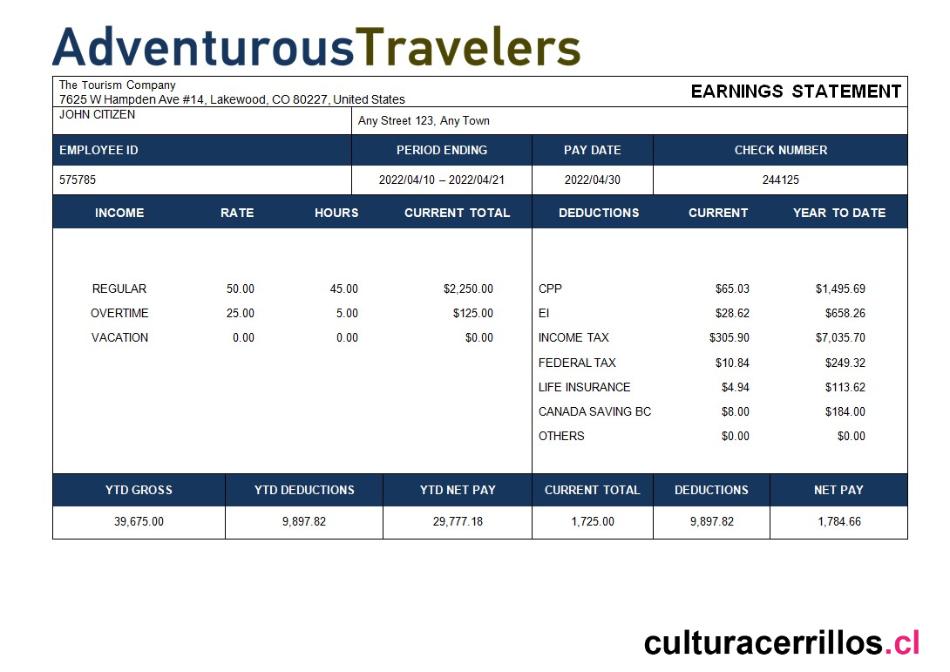 AdventurousTravelers
The Tourism Company
7625 W Hampden Ave #14, Lakewood, CO 80227, United States
EARNINGS STATEMENT
JOHN CITIZEN
Any Street 123, Any Town
EMPLOYEE ID PERIOD ENDING PAY DATE CHECK NUMBER
575785 2022/04/10 – 2022/04/21 2022/04/30 244125
INCOME RATE HOURS CURRENT TOTAL DEDUCTIONS CURRENT YEAR TO DATE
REGULAR 50.00 45.00 $2,250.00 CPP $65.03 $1,495.69
OVERTIME 25.00 5.00 $125.00 EI $28.62 $658.26
VACATION 0.00 0.00 $0.00 INCOME TAX $305.90 $7,035.70
FEDERAL TAX $10.84 $249.32
LIFE INSURANCE $4.94 $113.62
CANADA SAVING BC $8.00 $184.00
OTHERS $0.00 $0.00
YTD GROSS YTD DEDUCTIONS YTD NET PAY CURRENT TOTAL DEDUCTIONS NET PAY
39,675.00 9,897.82 29,777.18 1,725.00 9,897.82 1,784.66
culturacerrillos.cl